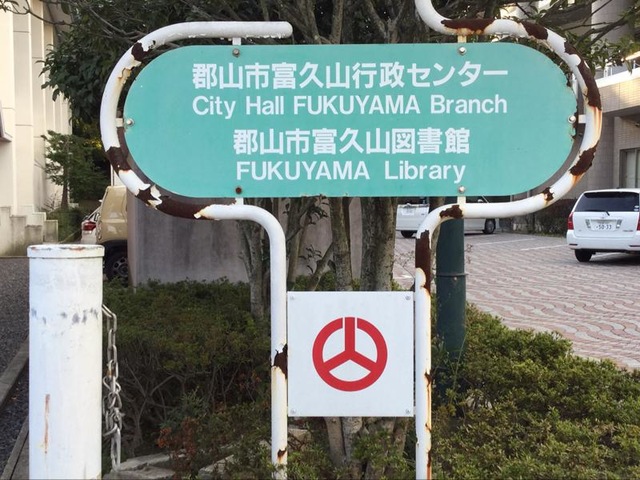 郡山市富久山行政センター
City Hall FUKUYAMA Branch
郡山市富久山図書館
FUKUYAMA Library